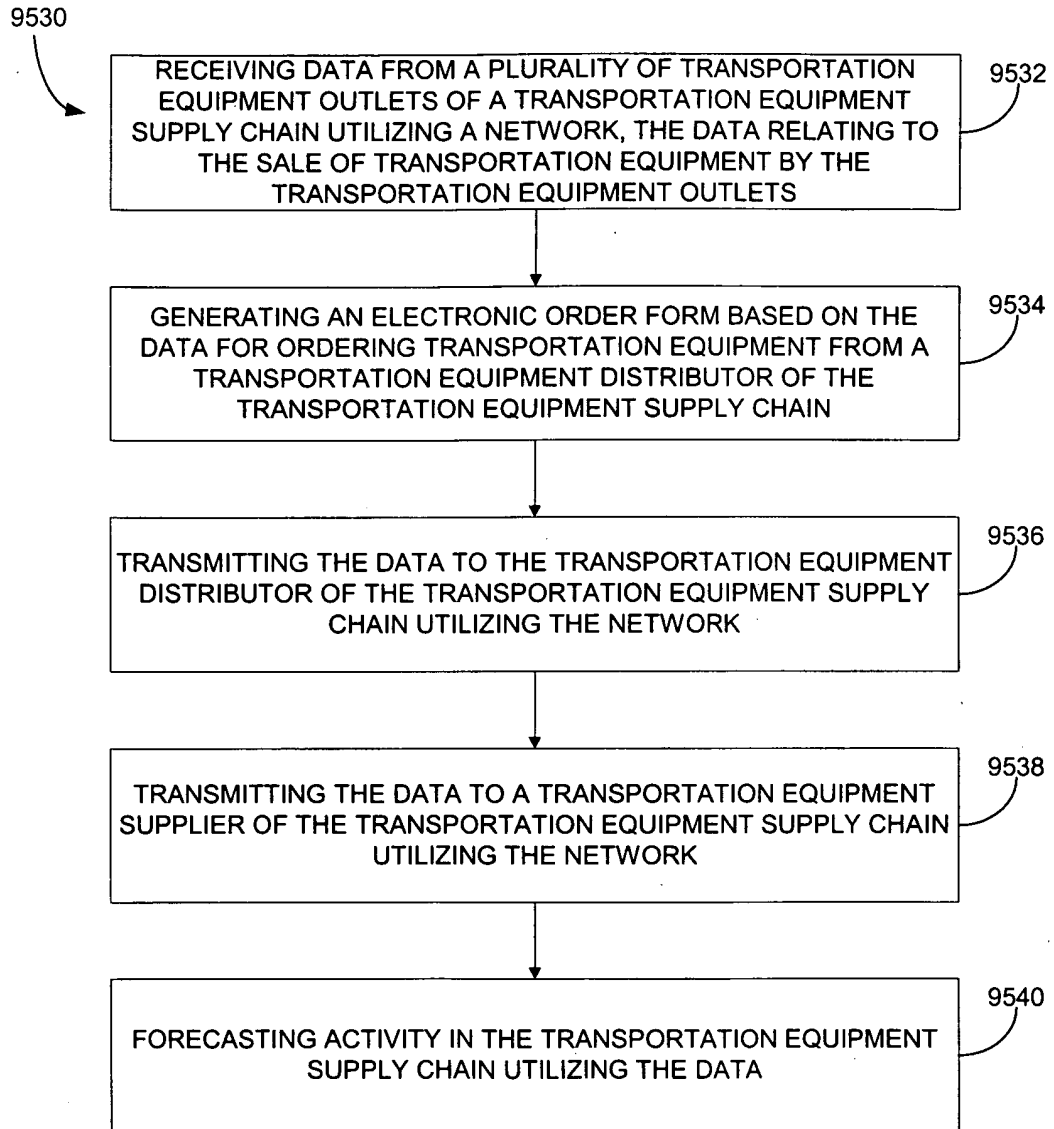 9530
RECEIVING DATA FROM A PLURALITY OF TRANSPORTATION
EQUIPMENT OUTLETS OF A TRANSPORTATION EQUIPMENT
SUPPLY CHAIN UTILIZING A NETWORK, THE DATA RELATING TO
THE SALE OF TRANSPORTATION EQUIPMENT BY THE
TRANSPORTATION EQUIPMENT OUTLETS
9532
GENERATING AN ELECTRONIC ORDER FORM BASED ON THE
DATA FOR ORDERING TRANSPORTATION EQUIPMENT FROM A
TRANSPORTATION EQUIPMENT DISTRIBUTOR OF THE
TRANSPORTATION EQUIPMENT SUPPLY CHAIN
9534
TRANSMITTING THE DATA TO THE TRANSPORTATION EQUIPMENT
DISTRIBUTOR OF THE TRANSPORTATION EQUIPMENT SUPPLY
CHAIN UTILIZING THE NETWORK
9536
TRANSMITTING THE DATA TO A TRANSPORTATION EQUIPMENT
SUPPLIER OF THE TRANSPORTATION EQUIPMENT SUPPLY CHAIN
UTILIZING THE NETWORK
9538
FORECASTING ACTIVITY IN THE TRANSPORTATION EQUIPMENT
SUPPLY CHAIN UTILIZING THE DATA
9540